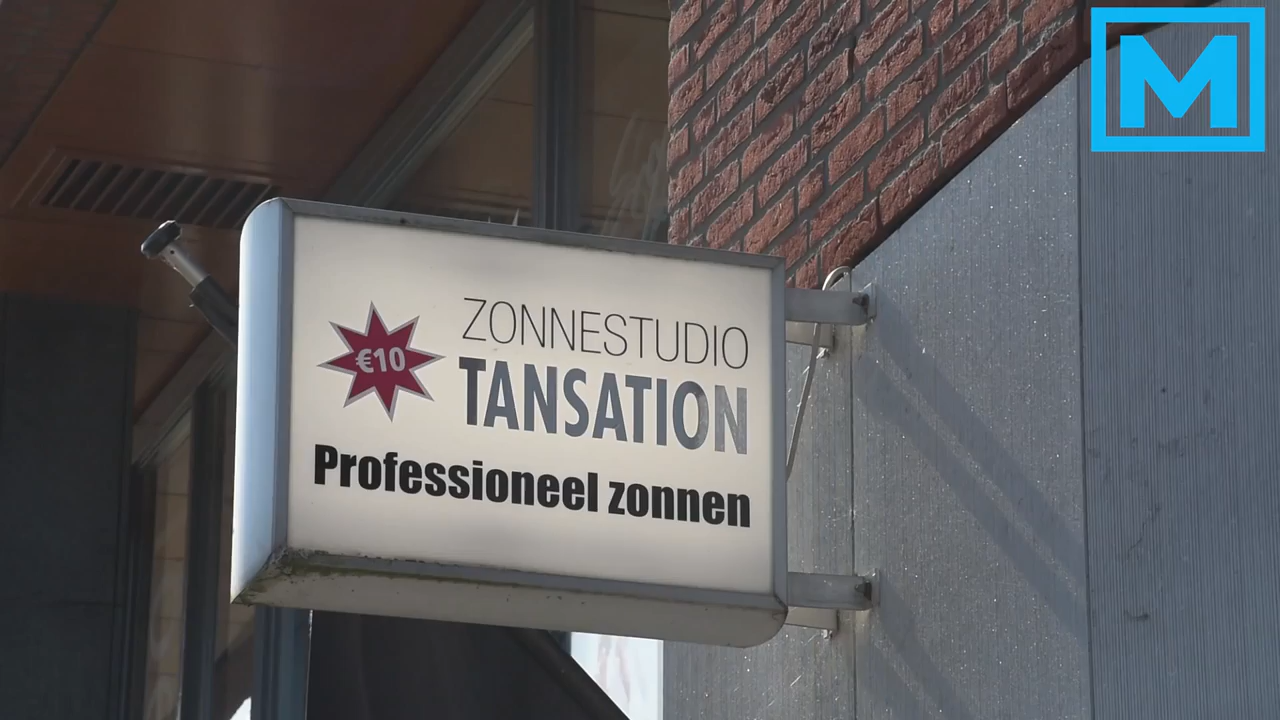 M
€10
ZONNESTUDIO
TANSATION
Professioneel zonnen